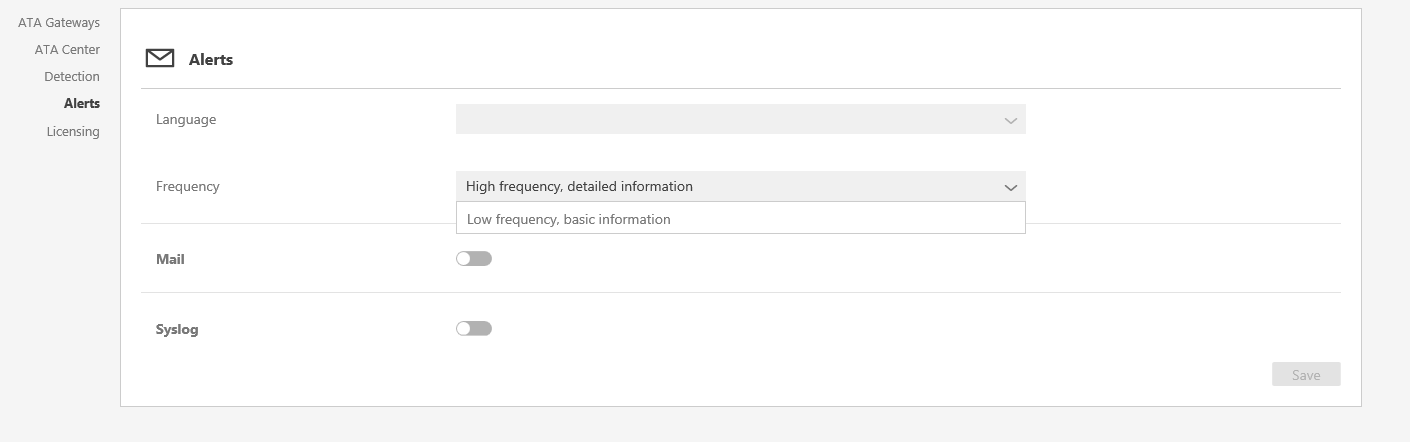 ATA Gateways
ATA Center
Detection
Alerts
Licensing
Alerts
Language
Frequency
High frequency, detailed information
Low frequency, basic information
Mail
Syslog
Save